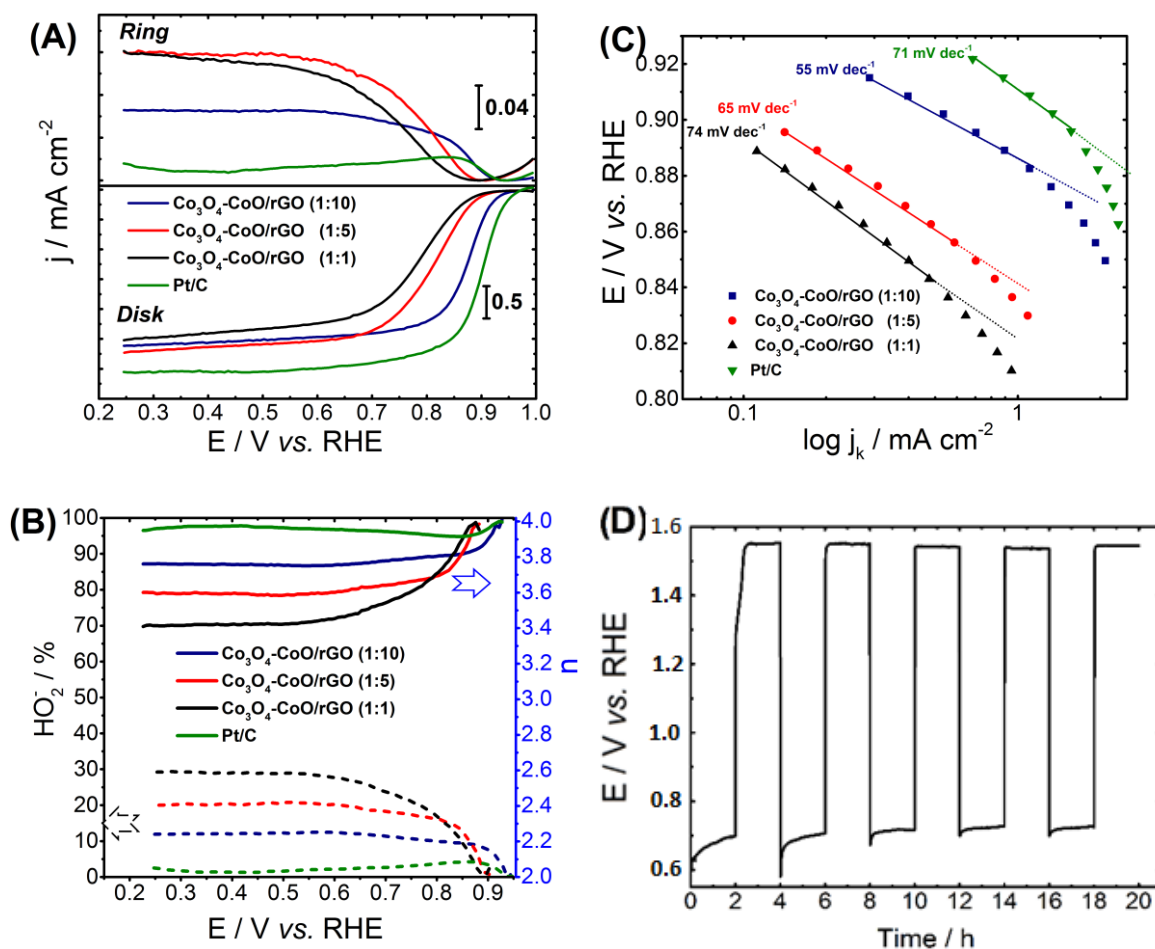 (A)
Ring
0.04
j / mA cm⁻²
Co₃O₄-CoO/rGO (1:10)
Co₃O₄-CoO/rGO (1:5)
Co₃O₄-CoO/rGO (1:1)
Pt/C
0.5
Disk
0.2 0.3 0.4 0.5 0.6 0.7 0.8 0.9 1.0
E / V vs. RHE
(C)
0.92
0.90
0.88
0.86
0.84
0.82
0.80
E / V vs. RHE
71 mV dec⁻¹
55 mV dec⁻¹
65 mV dec⁻¹
74 mV dec⁻¹
Co₃O₄-CoO/rGO (1:10)
Co₃O₄-CoO/rGO (1:5)
Co₃O₄-CoO/rGO (1:1)
Pt/C
0.1 1
log jₖ / mA cm⁻²
(B)
100
90
80
70
60
50
40
30
20
10
0
HO₂⁻ / %
4.0
3.8
3.6
3.4
3.2
3.0
2.8
2.6
2.4
2.2
2.0
n
Co₃O₄-CoO/rGO (1:10)
Co₃O₄-CoO/rGO (1:5)
Co₃O₄-CoO/rGO (1:1)
Pt/C
0.2 0.3 0.4 0.5 0.6 0.7 0.8 0.9
E / V vs. RHE
(D)
1.6
1.4
1.2
1.0
0.8
0.6
E / V vs. RHE
0 2 4 6 8 10 12 14 16 18 20
Time / h